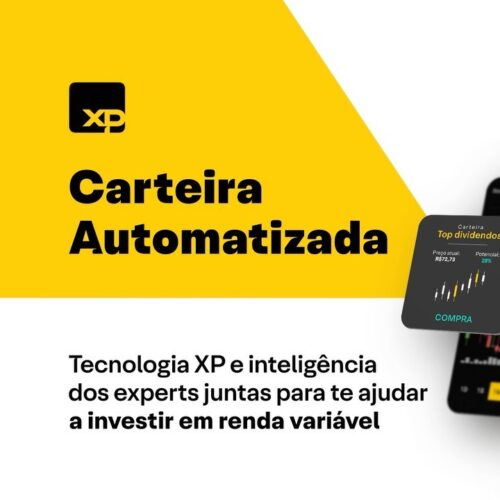 XP
Carteira
Automatizada
Carteira
Top dividendos
Preço atual: Potencial:
R$72,73 28%
COMPRA
Tecnologia XP e inteligência
dos experts juntas para te ajudar
a investir em renda variável